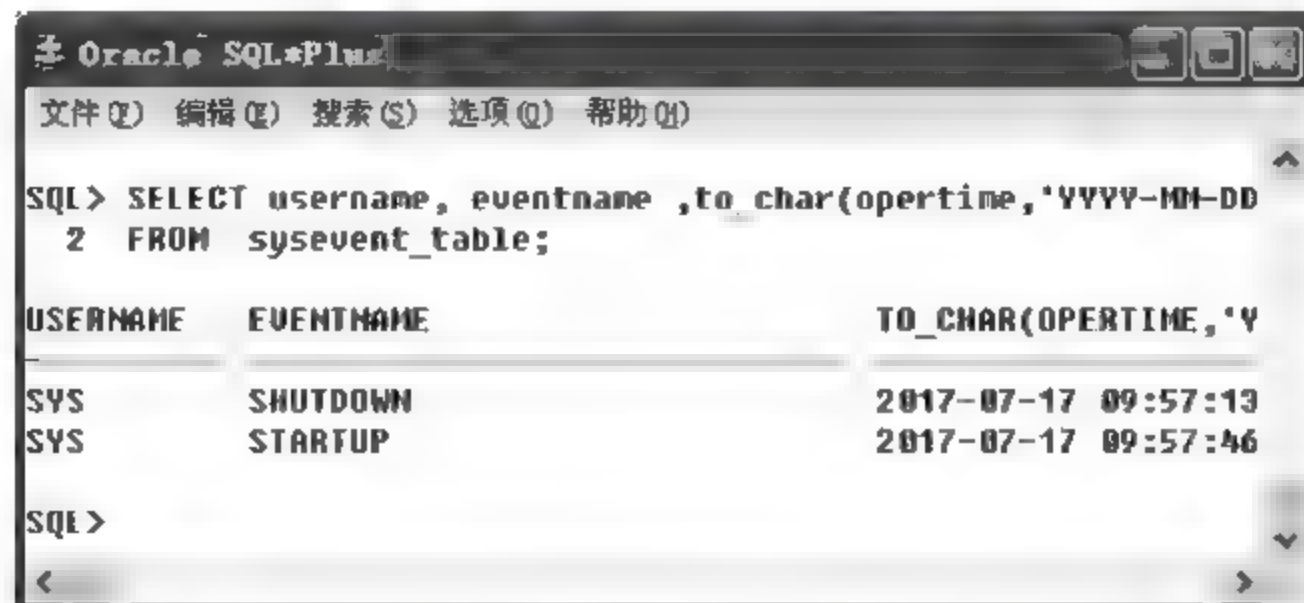 Oracle SQL*Plus
文件(F) 编辑(E) 搜索(S) 选项(O) 帮助(H)
SQL> SELECT username, eventname ,to_char(opertime,'YYYY-MM-DD
2 FROM sysevent_table;
USERNAME EVENTNAME TO_CHAR(OPERTIME,'Y
SYS SHUTDOWN 2017-07-17 09:57:13
SYS STARTUP 2017-07-17 09:57:46
SQL>